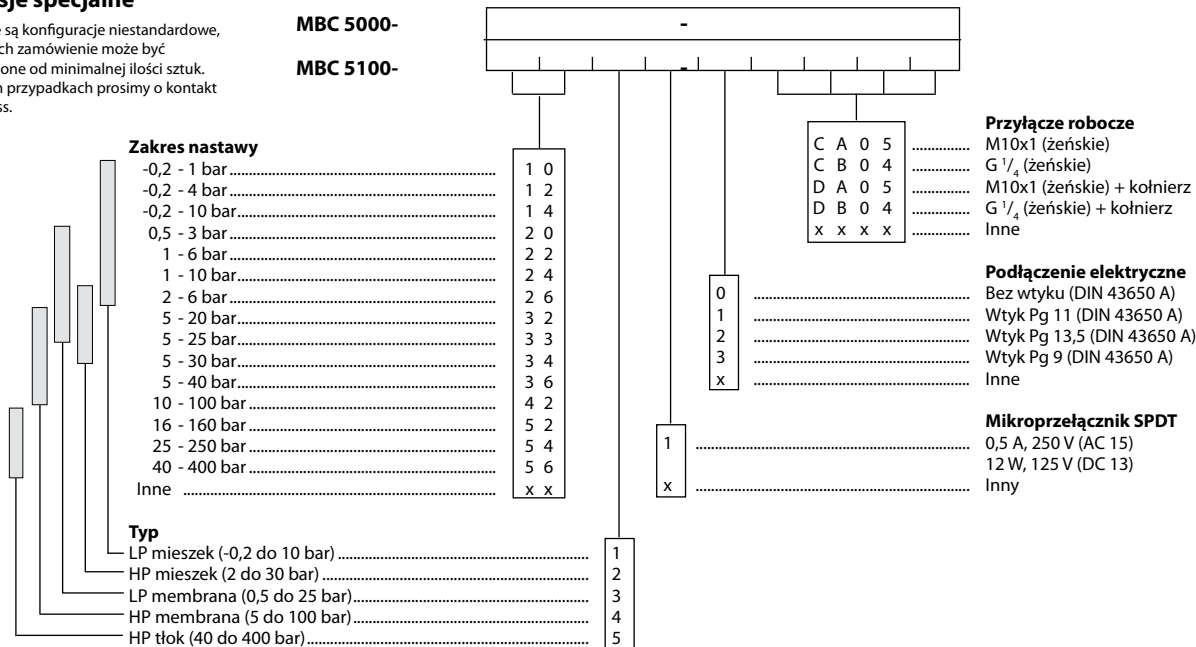 sje specjalne
są konfiguracje niestandardowe,
ch zamówienie może być
one od minimalnej ilości sztuk.
przypadkach prosimy o kontakt
ss.
MBC 5000- -
MBC 5100- -
Zakres nastawy
-0,2 - 1 bar 1 0
-0,2 - 4 bar 1 2
-0,2 - 10 bar 1 4
0,5 - 3 bar 2 0
1 - 6 bar 2 2
1 - 10 bar 2 4
2 - 6 bar 2 6
5 - 20 bar 3 2
5 - 25 bar 3 3
5 - 30 bar 3 4
5 - 40 bar 3 6
10 - 100 bar 4 2
16 - 160 bar 5 2
25 - 250 bar 5 4
40 - 400 bar 5 6
Inne x x
Typ
LP mieszek (-0,2 do 10 bar) 1
HP mieszek (2 do 30 bar) 2
LP membrana (0,5 do 25 bar) 3
HP membrana (5 do 100 bar) 4
HP tłok (40 do 400 bar) 5
Przyłącze robocze
C A 0 5 M10x1 (żeńskie)
C B 0 4 G 1/4 (żeńskie)
D A 0 5 M10x1 (żeńskie) + kołnierz
D B 0 4 G 1/4 (żeńskie) + kołnierz
x x x x Inne
Podłączenie elektryczne
0 Bez wtyku (DIN 43650 A)
1 Wtyk Pg 11 (DIN 43650 A)
2 Wtyk Pg 13,5 (DIN 43650 A)
3 Wtyk Pg 9 (DIN 43650 A)
x Inne
Mikroprzełącznik SPDT
1 0,5 A, 250 V (AC 15)
12 W, 125 V (DC 13)
x Inny